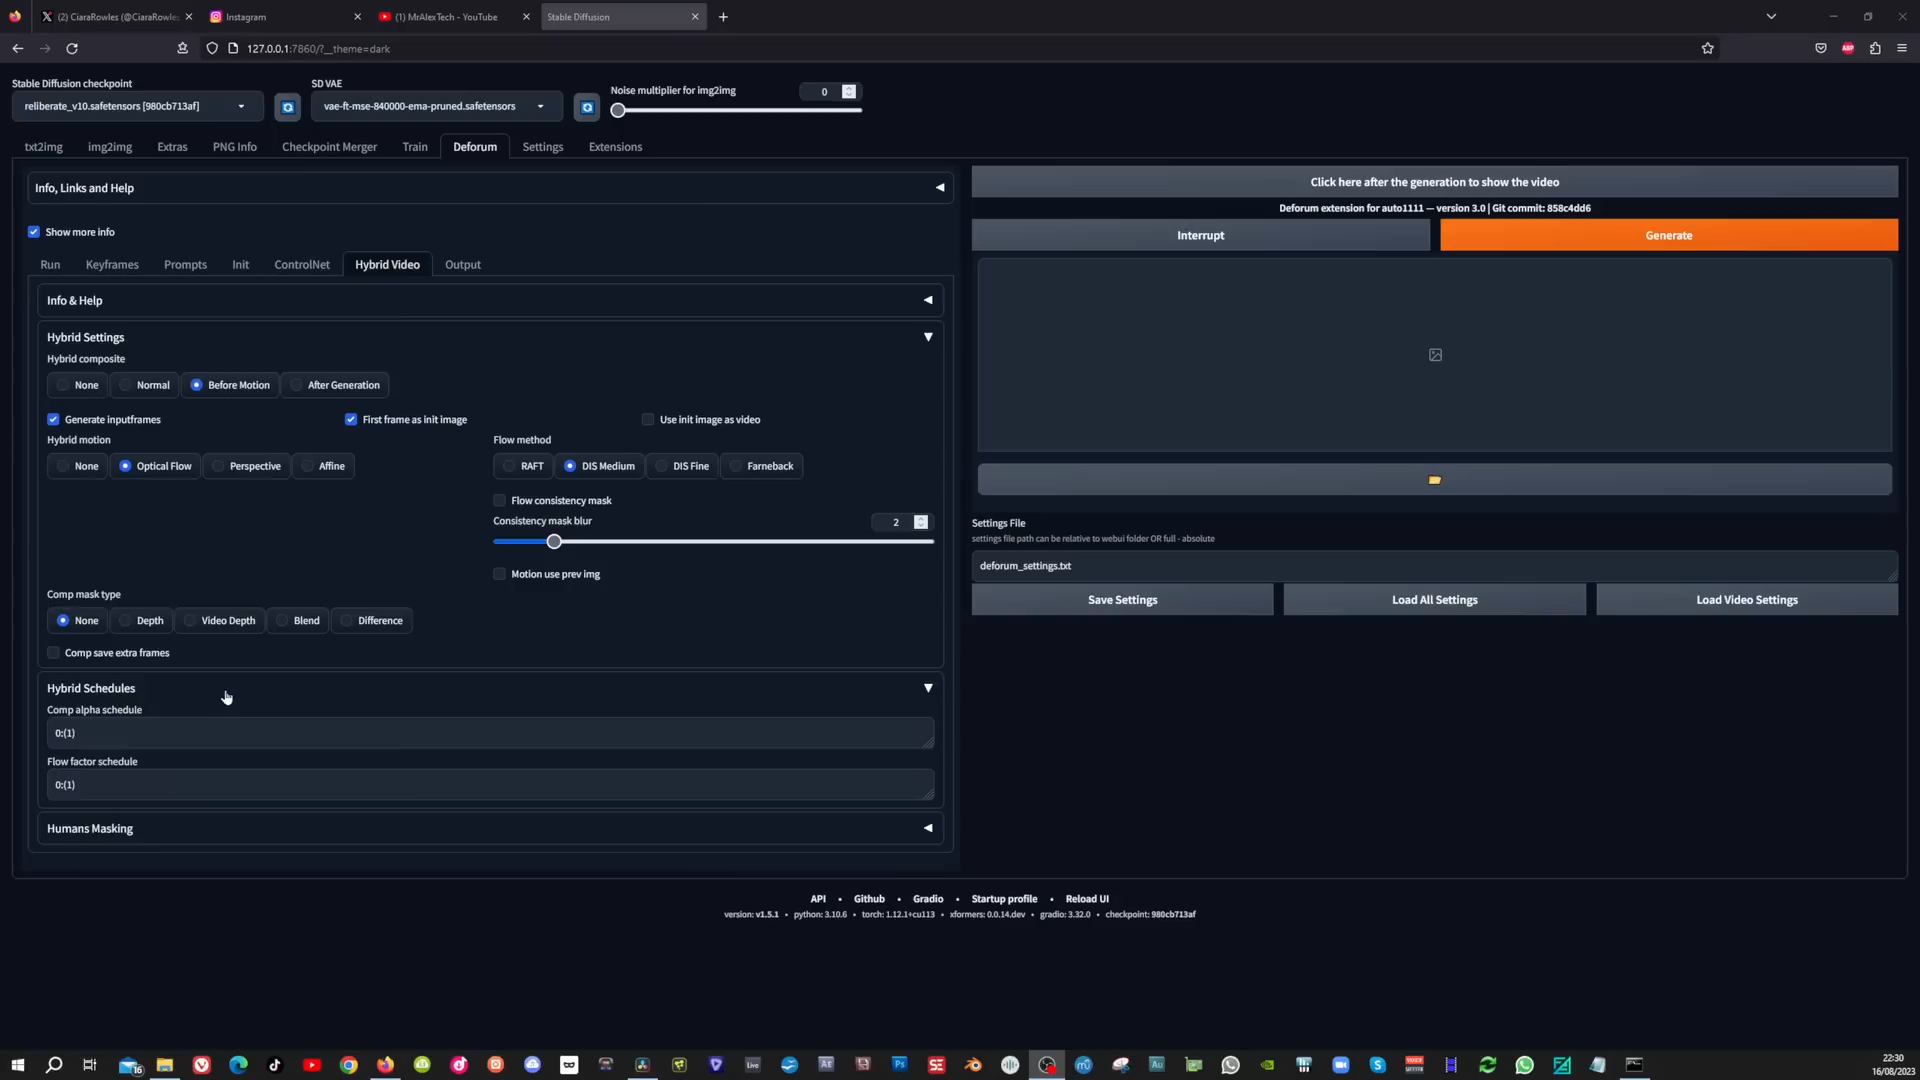 (2) CiaraRowles (@CiaraRowles
Instagram
(1) MrAlexTech - YouTube
Stable Diffusion
127.0.0.1:7860/?__theme=dark
ABP
Stable Diffusion checkpoint
SD VAE
Noise multiplier for img2img
0
reliberate_v10.safetensors [980cb713af]
vae-ft-mse-840000-ema-pruned.safetensors
txt2img
img2img
Extras
PNG Info
Checkpoint Merger
Train
Deforum
Settings
Extensions
Info, Links and Help
Click here after the generation to show the video
Deforum extension for auto1111 — version 3.0 | Git commit: 858c4dd6
Show more info
Interrupt
Generate
Run
Keyframes
Prompts
Init
ControlNet
Hybrid Video
Output
Info & Help
Hybrid Settings
Hybrid composite
None
Normal
Before Motion
After Generation
Generate inputframes
First frame as init image
Use init image as video
Hybrid motion
Flow method
None
Optical Flow
Perspective
Affine
RAFT
DIS Medium
DIS Fine
Farneback
Flow consistency mask
Consistency mask blur
2
Motion use prev img
Comp mask type
None
Depth
Video Depth
Blend
Difference
Comp save extra frames
Settings File
settings file path can be relative to webui folder OR full - absolute
deforum_settings.txt
Save Settings
Load All Settings
Load Video Settings
Hybrid Schedules
Comp alpha schedule
0:(1)
Flow factor schedule
0:(1)
Humans Masking
API • Github • Gradio • Startup profile • Reload UI
version: v1.5.1 • python: 3.10.6 • torch: 1.12.1+cu113 • xformers: 0.0.14.dev • gradio: 3.32.0 • checkpoint: 980cb713af
16
Live
Ae
Ps
SE
Au
22:30
16/08/2023